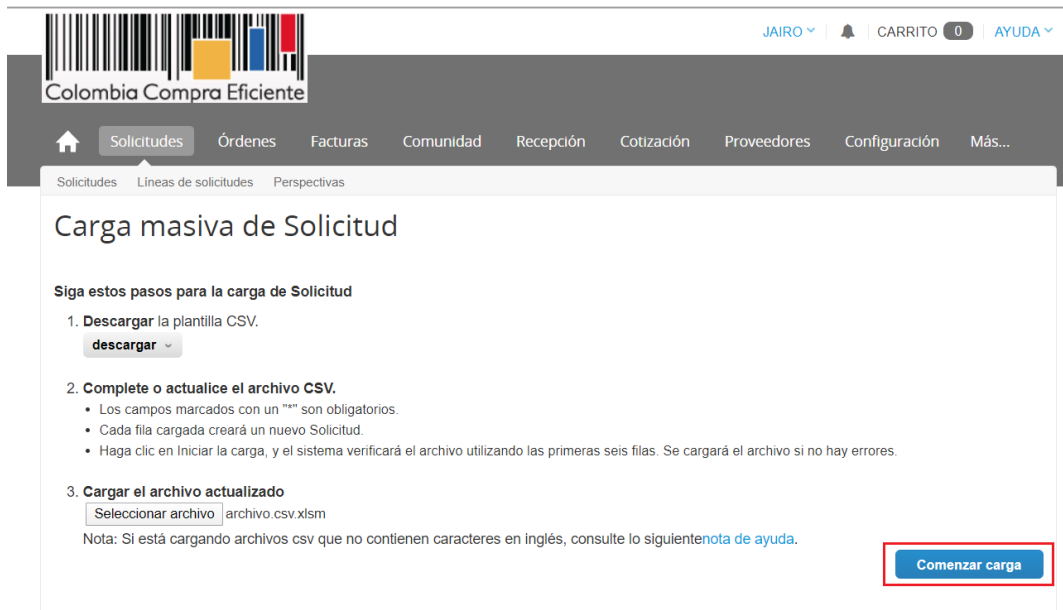 JAIRO CARRITO 0 AYUDA
Colombia Compra Eficiente
Solicitudes Órdenes Facturas Comunidad Recepción Cotización Proveedores Configuración Más...
Solicitudes Líneas de solicitudes Perspectivas
Carga masiva de Solicitud
Siga estos pasos para la carga de Solicitud
1. Descargar la plantilla CSV.
descargar
2. Complete o actualice el archivo CSV.
• Los campos marcados con un "*" son obligatorios.
• Cada fila cargada creará un nuevo Solicitud.
• Haga clic en Iniciar la carga, y el sistema verificará el archivo utilizando las primeras seis filas. Se cargará el archivo si no hay errores.
3. Cargar el archivo actualizado
Seleccionar archivo archivo.csv.xlsm
Nota: Si está cargando archivos csv que no contienen caracteres en inglés, consulte lo siguientenota de ayuda.
Comenzar carga